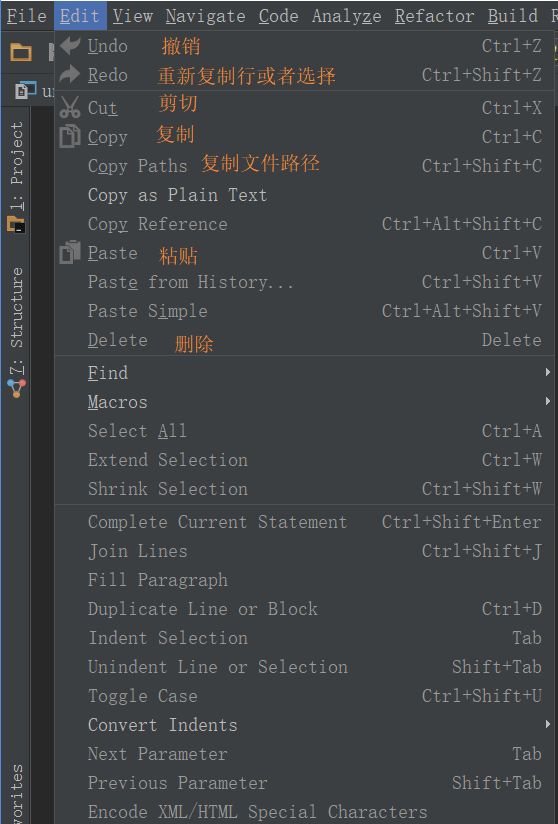 File Edit View Navigate Code Analyze Refactor Build
Undo 撤销 Ctrl+Z
Redo 重新复制行或者选择 Ctrl+Shift+Z
Cut 剪切 Ctrl+X
Copy 复制 Ctrl+C
Copy Paths 复制文件路径 Ctrl+Shift+C
Copy as Plain Text
Copy Reference Ctrl+Alt+Shift+C
Paste 粘贴 Ctrl+V
Paste from History... Ctrl+Shift+V
Paste Simple Ctrl+Alt+Shift+V
Delete 删除 Delete
Find
Macros
Select All Ctrl+A
Extend Selection Ctrl+W
Shrink Selection Ctrl+Shift+W
Complete Current Statement Ctrl+Shift+Enter
Join Lines Ctrl+Shift+J
Fill Paragraph
Duplicate Line or Block Ctrl+D
Indent Selection Tab
Unindent Line or Selection Shift+Tab
Toggle Case Ctrl+Shift+U
Convert Indents
Next Parameter Tab
Previous Parameter Shift+Tab
Encode XML/HTML Special Characters
1: Project
7: Structure